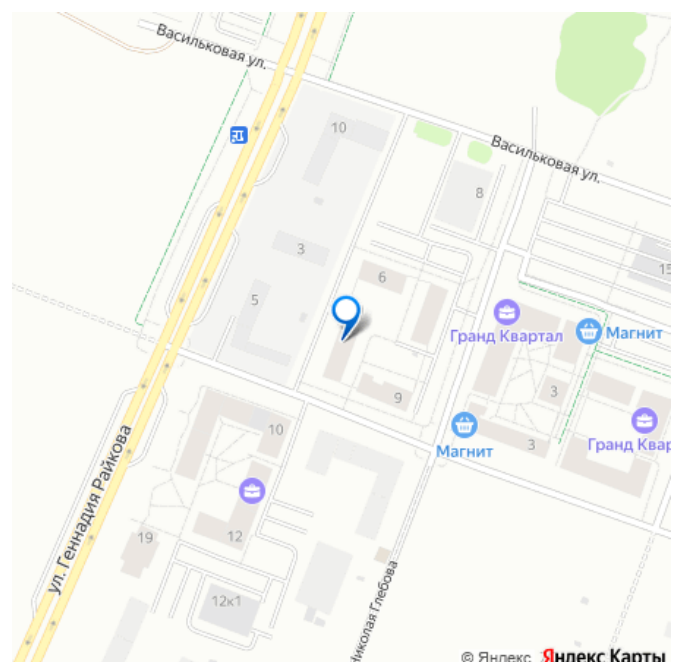 Васильковая ул.
10
Васильковая ул.
8
3
6
15
5
Гранд Квартал
Магнит
9
3
10
Магнит
3
Гранд Квар
ул. Геннадия Райкова
19
12
12к1
Николая Глебова
© Яндекс
Яндекс Карты